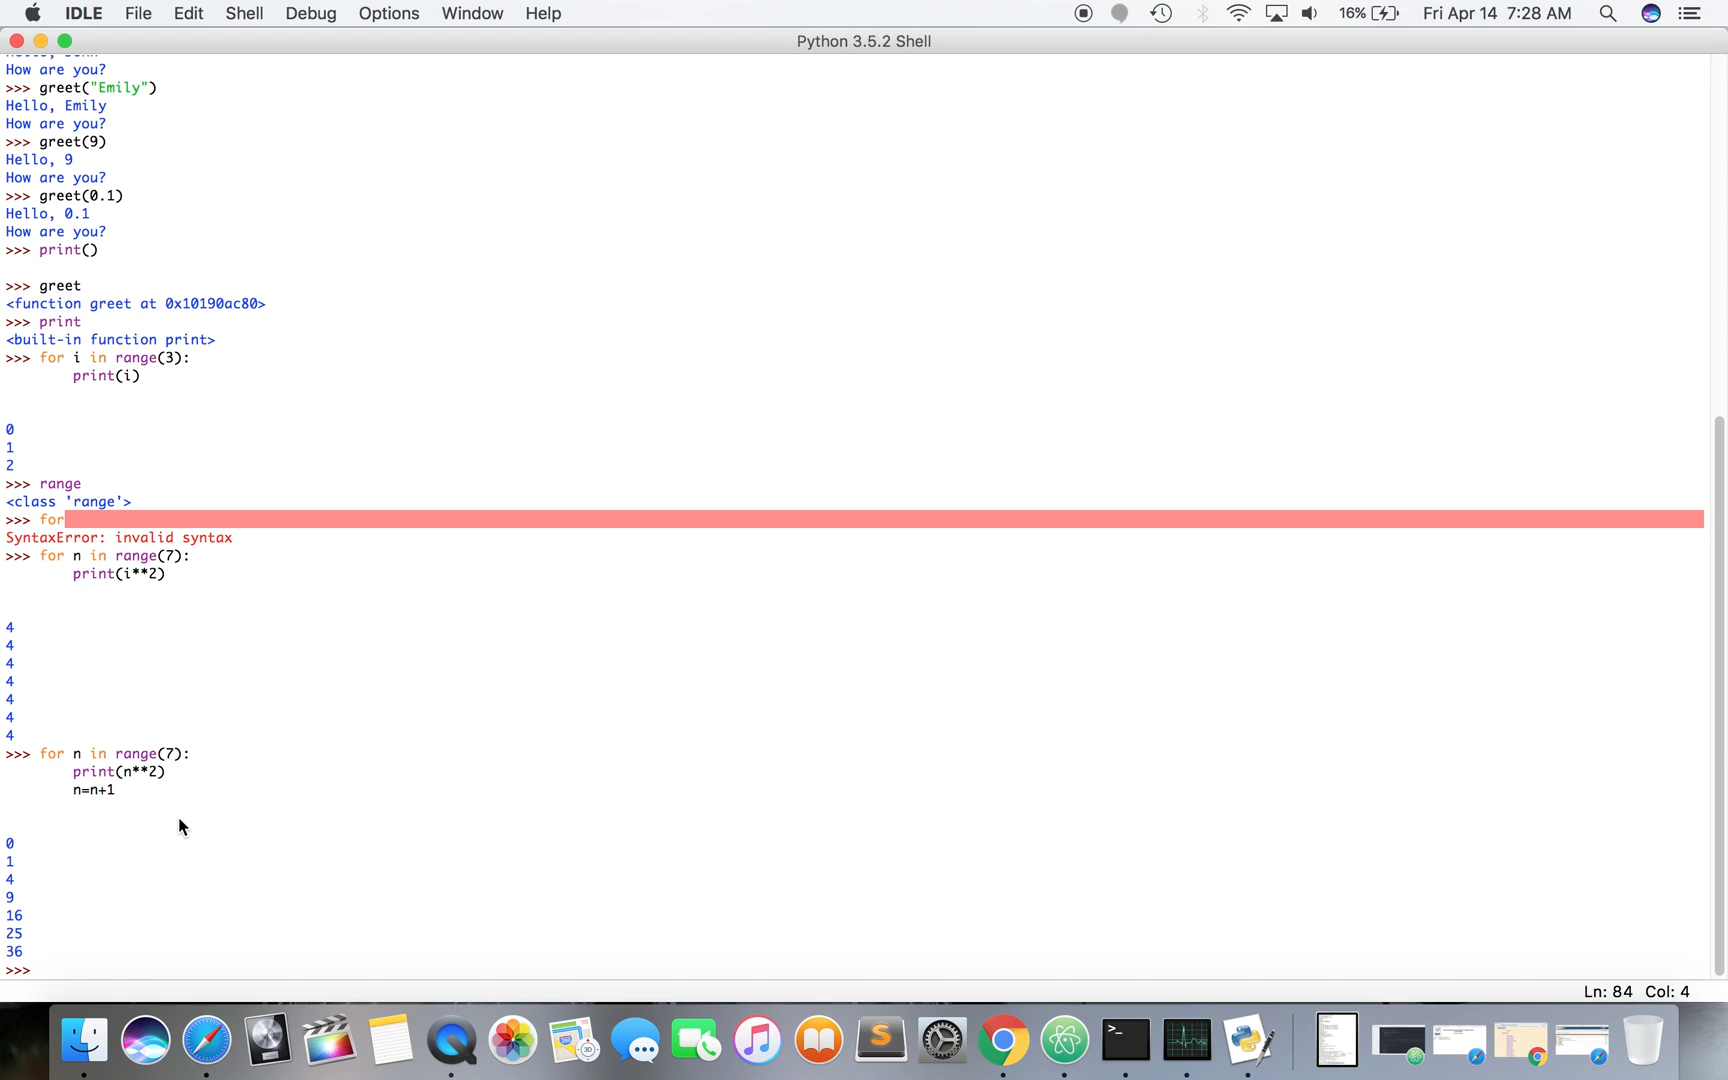 IDLE File Edit Shell Debug Options Window Help 16% Fri Apr 14 7:28 AM
Python 3.5.2 Shell
How are you?
>>> greet("Emily")
Hello, Emily
How are you?
>>> greet(9)
Hello, 9
How are you?
>>> greet(0.1)
Hello, 0.1
How are you?
>>> print()
>>> greet
<function greet at 0x10190ac80>
>>> print
<built-in function print>
>>> for i in range(3):
print(i)
0
1
2
>>> range
<class 'range'>
>>> for
SyntaxError: invalid syntax
>>> for n in range(7):
print(i**2)
4
4
4
4
4
4
4
>>> for n in range(7):
print(n**2)
n=n+1
0
1
4
9
16
25
36
>>>
Ln: 84 Col: 4